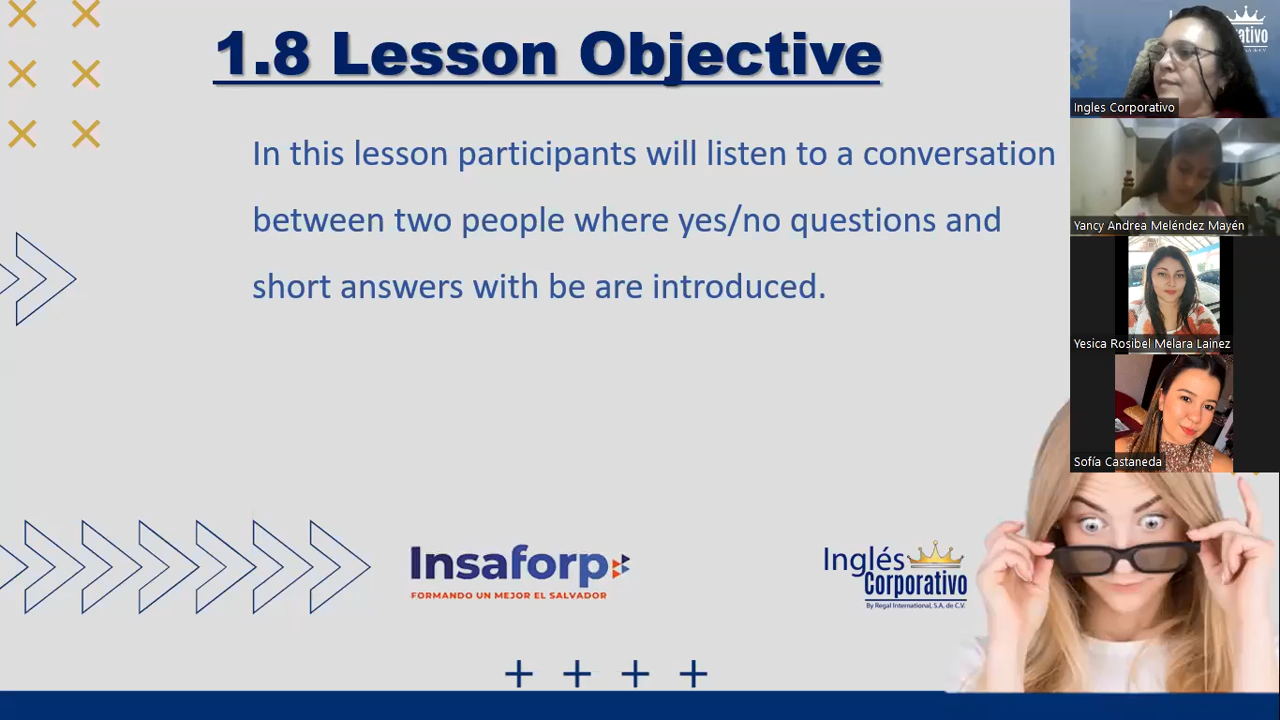 1.8 Lesson Objective
In this lesson participants will listen to a conversation
between two people where yes/no questions and
short answers with be are introduced.
Insaforp
FORMANDO UN MEJOR EL SALVADOR
Inglés
Corporativo
By Regal International, S.A. de C.V.
Ingles Corporativo
Yancy Andrea Meléndez Mayén
Yesica Rosibel Melara Lainez
Sofía Castaneda